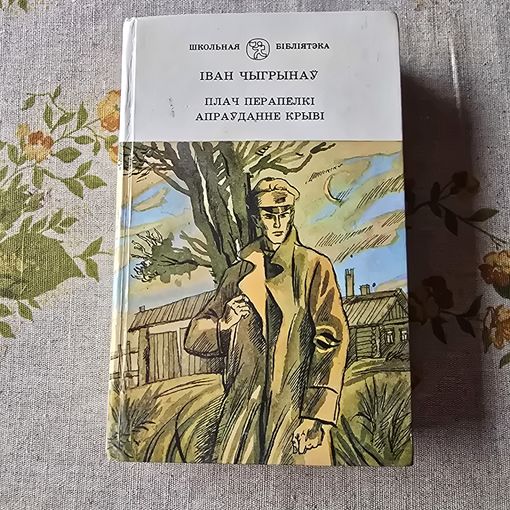 ШКОЛЬНАЯ БІБЛІЯТЭКА
ІВАН ЧЫГРЫНАЎ
ПЛАЧ ПЕРАПЕЛКІ
АПРАЎДАННЕ КРЫВІ